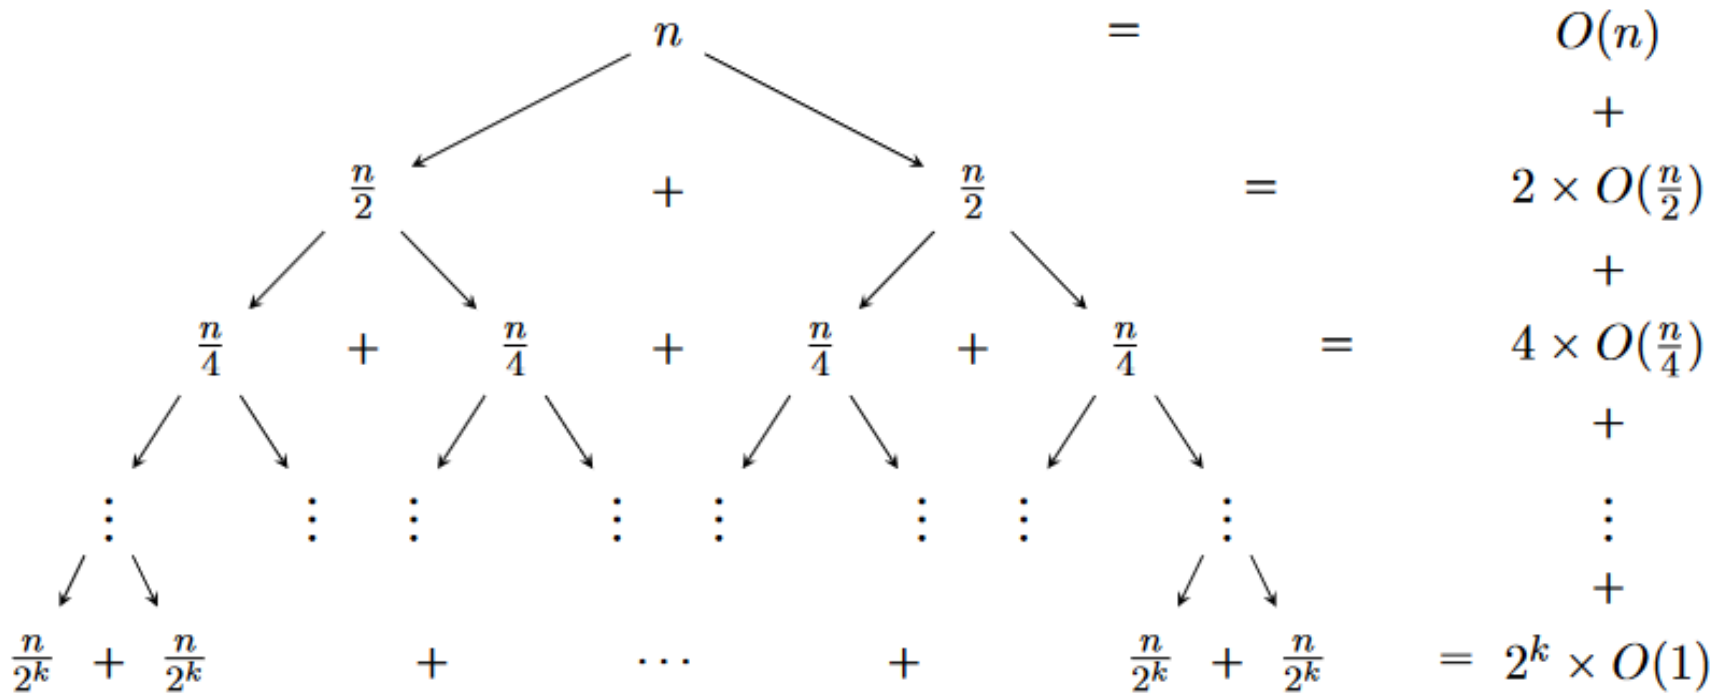 n = O(n)
+
n/2 + n/2 = 2 × O(n/2)
+
n/4 + n/4 + n/4 + n/4 = 4 × O(n/4)
+
⋮ ⋮ ⋮ ⋮ ⋮ ⋮ ⋮ ⋮ ⋮
+
n/2^k + n/2^k + ⋯ + n/2^k + n/2^k = 2^k × O(1)